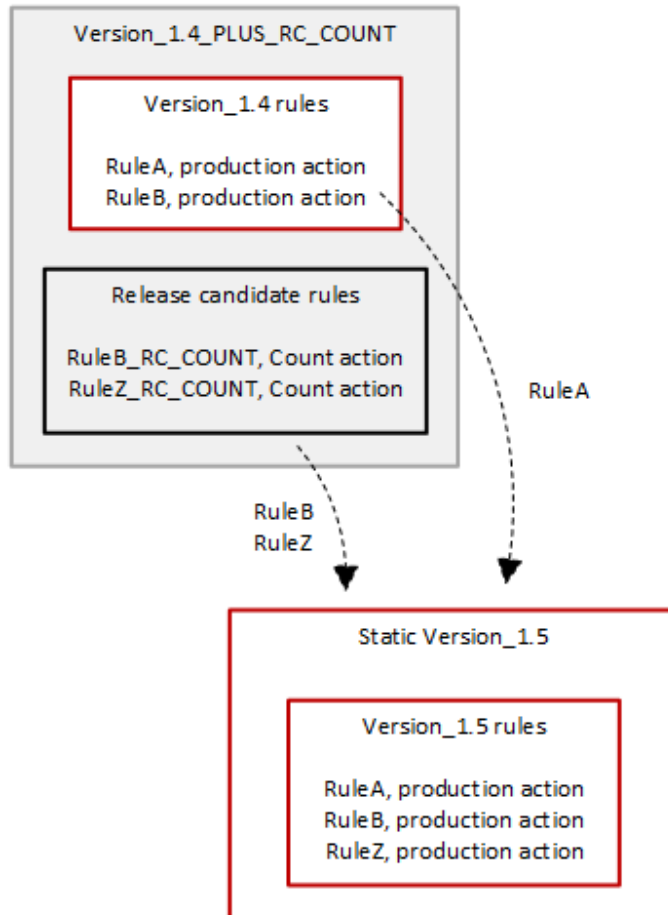 Version_1.4_PLUS_RC_COUNT
Version_1.4 rules
RuleA, production action
RuleB, production action
Release candidate rules
RuleB_RC_COUNT, Count action
RuleZ_RC_COUNT, Count action
RuleA
RuleB
RuleZ
Static Version_1.5
Version_1.5 rules
RuleA, production action
RuleB, production action
RuleZ, production action